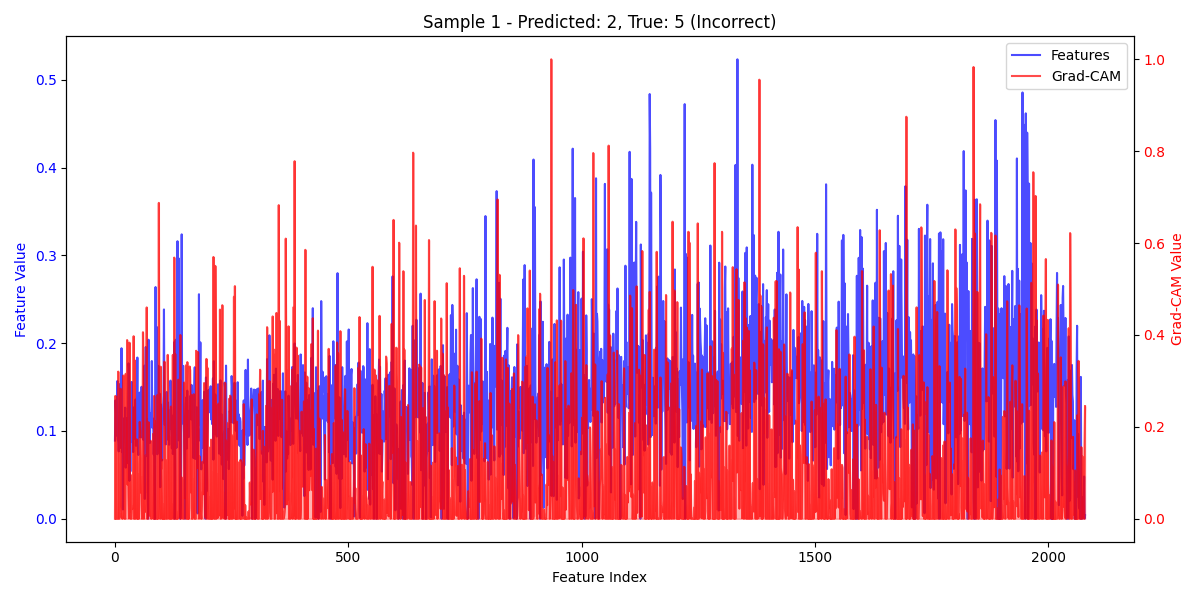 Sample 1 - Predicted: 2, True: 5 (Incorrect)
Features
Grad-CAM
Feature Value
0.5
0.4
0.3
0.2
0.1
0.0
1.0
0.8
0.6
0.4
0.2
0.0
Grad-CAM Value
0
500
1000
1500
2000
Feature Index